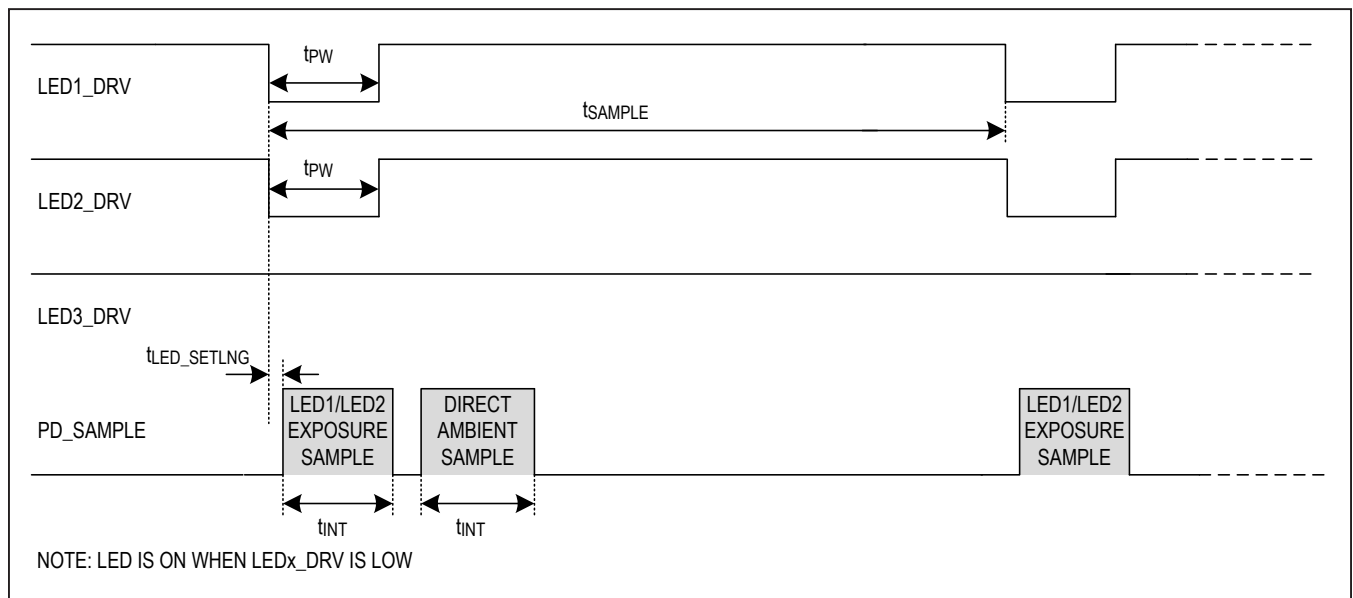 tPW
LED1_DRV
tSAMPLE
tPW
LED2_DRV
LED3_DRV
tLED_SETLNG
PD_SAMPLE
LED1/LED2
EXPOSURE
SAMPLE
DIRECT
AMBIENT
SAMPLE
LED1/LED2
EXPOSURE
SAMPLE
tINT
tINT
NOTE: LED IS ON WHEN LEDx_DRV IS LOW